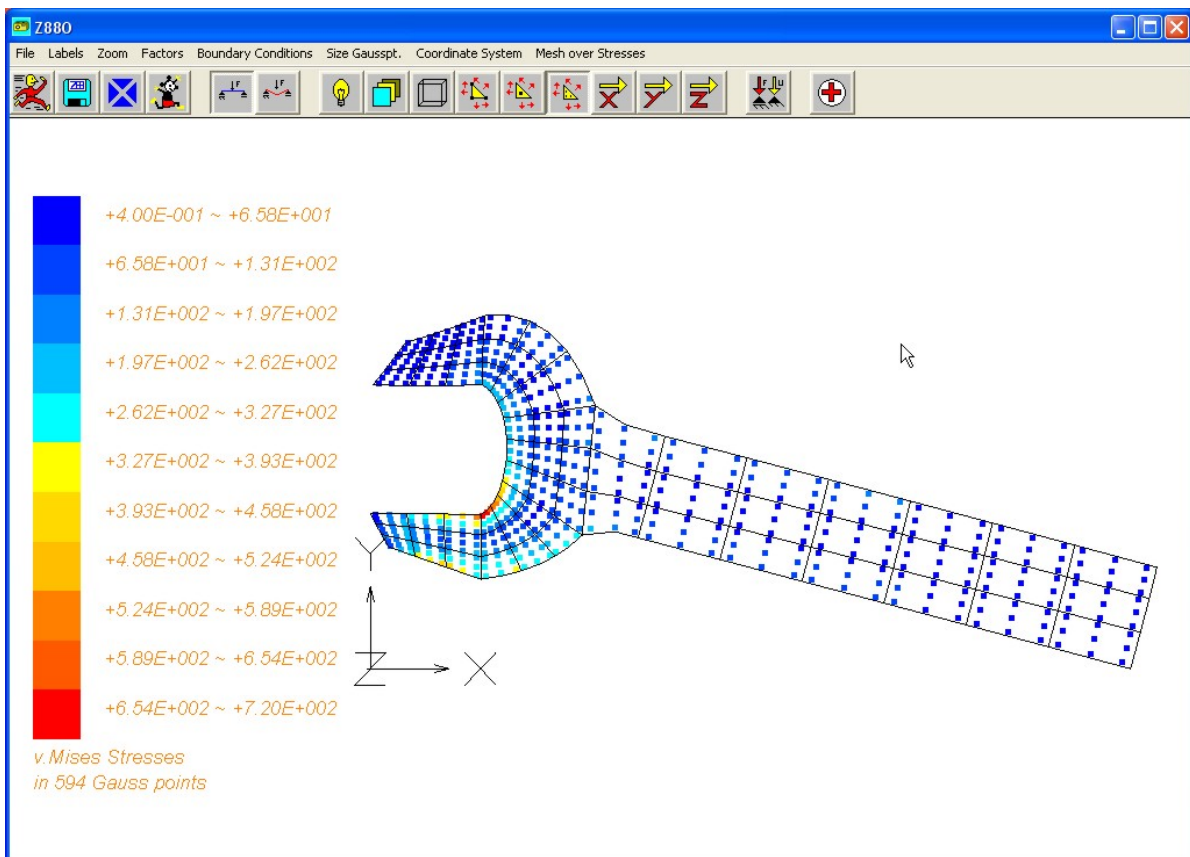 Z88O
File Labels Zoom Factors Boundary Conditions Size Gausspt. Coordinate System Mesh over Stresses
X Y Z
+4.00E-001 ~ +6.58E+001
+6.58E+001 ~ +1.31E+002
+1.31E+002 ~ +1.97E+002
+1.97E+002 ~ +2.62E+002
+2.62E+002 ~ +3.27E+002
+3.27E+002 ~ +3.93E+002
+3.93E+002 ~ +4.58E+002
+4.58E+002 ~ +5.24E+002
+5.24E+002 ~ +5.89E+002
+5.89E+002 ~ +6.54E+002
+6.54E+002 ~ +7.20E+002
Y
Z X
v.Mises Stresses
in 594 Gauss points